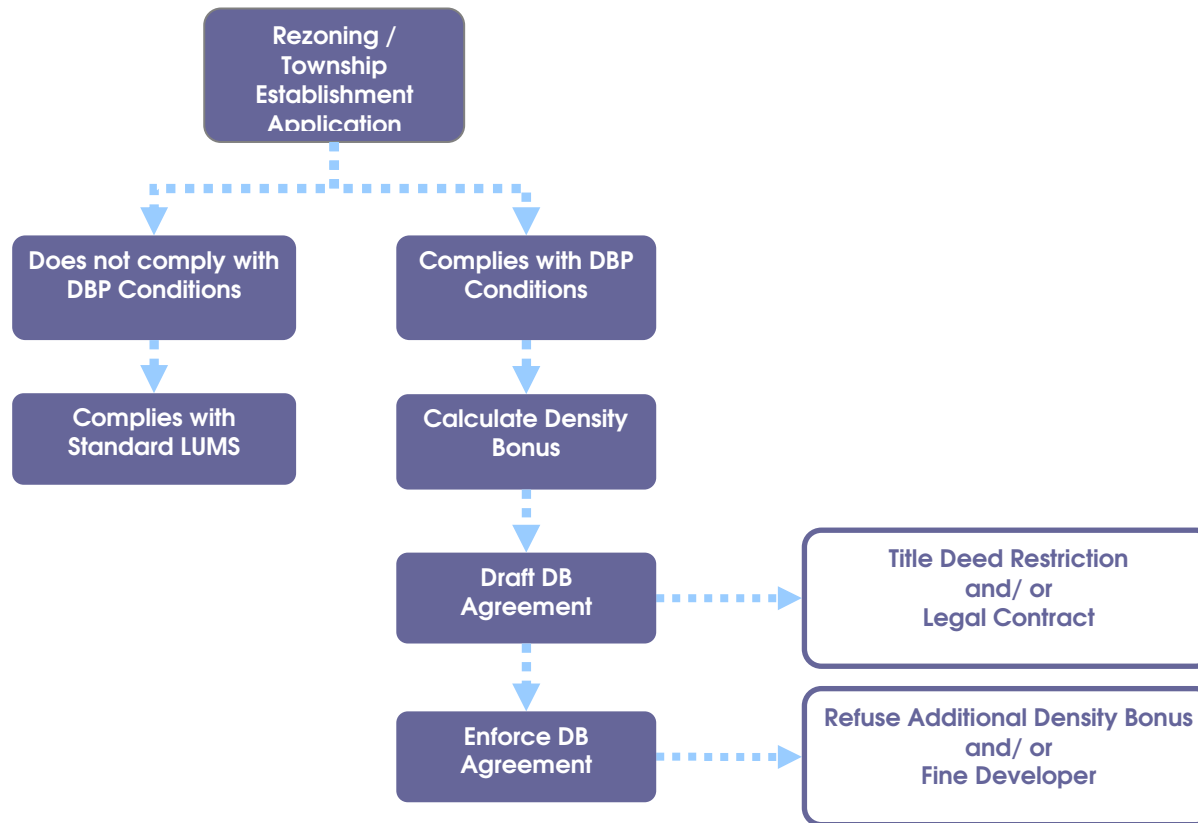 Rezoning /
Township
Establishment
Application
Does not comply with
DBP Conditions
Complies with DBP
Conditions
Complies with
Standard LUMS
Calculate Density
Bonus
Draft DB
Agreement
Title Deed Restriction
and/ or
Legal Contract
Enforce DB
Agreement
Refuse Additional Density Bonus
and/ or
Fine Developer